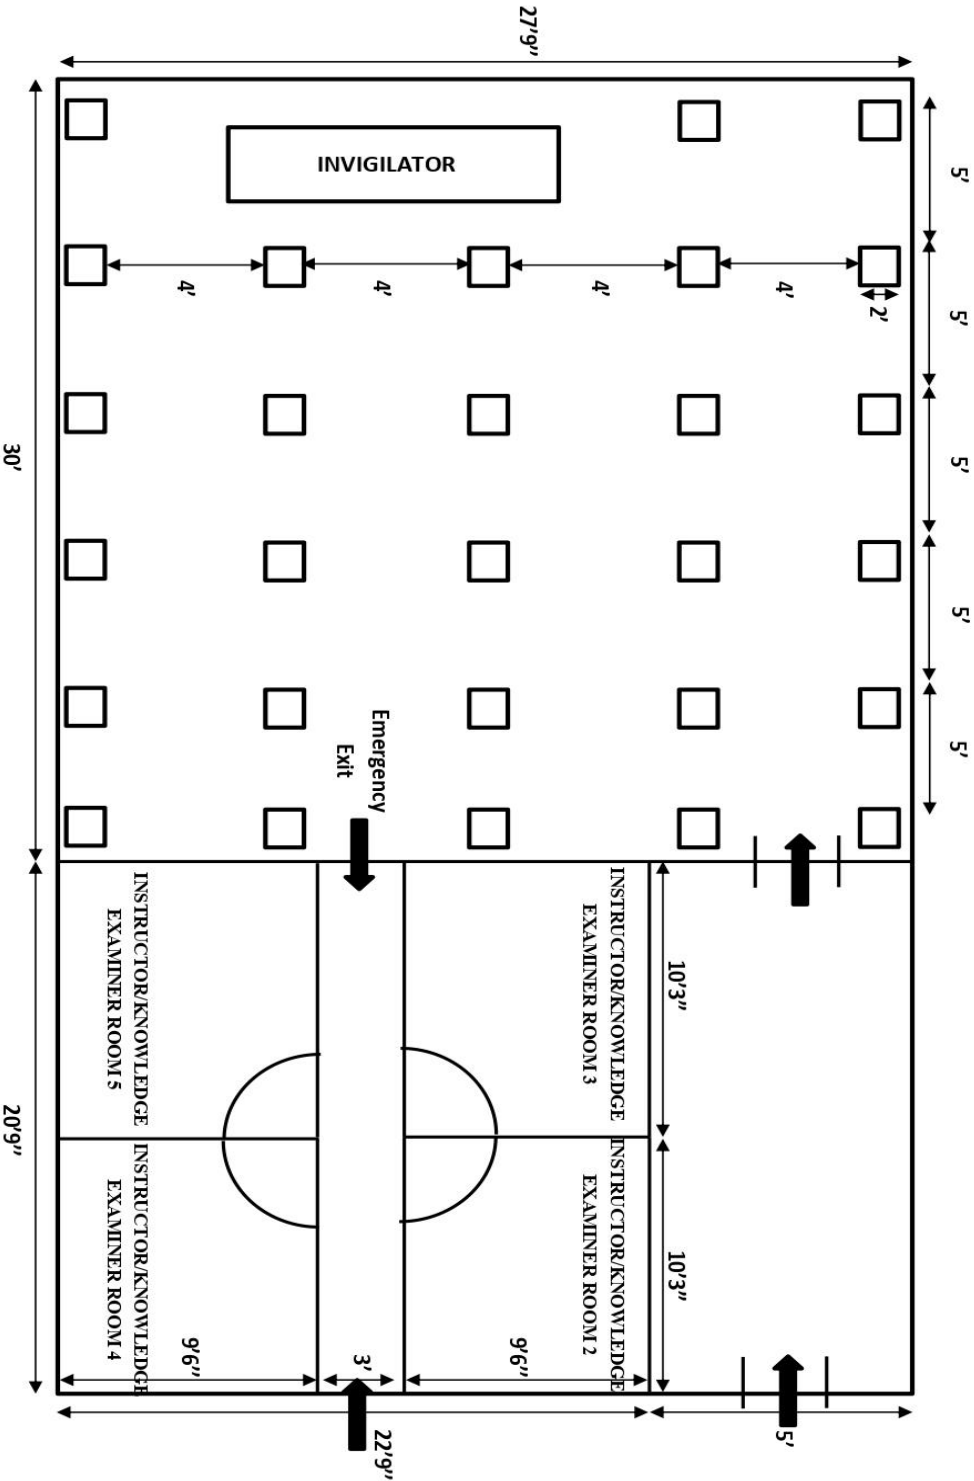 27'9"
INVIGILATOR
5'
5'
5'
5'
5'
4'
4'
4'
4'
2'
30'
Emergency
Exit
INSTRUCTOR/KNOWLEDGE
EXAMINER ROOM 5
INSTRUCTOR/KNOWLEDGE
EXAMINER ROOM 3
10'3"
20'9"
INSTRUCTOR/KNOWLEDGE
EXAMINER ROOM 4
INSTRUCTOR/KNOWLEDGE
EXAMINER ROOM 2
10'3"
9'6"
3'
9'6"
22'9"
5'